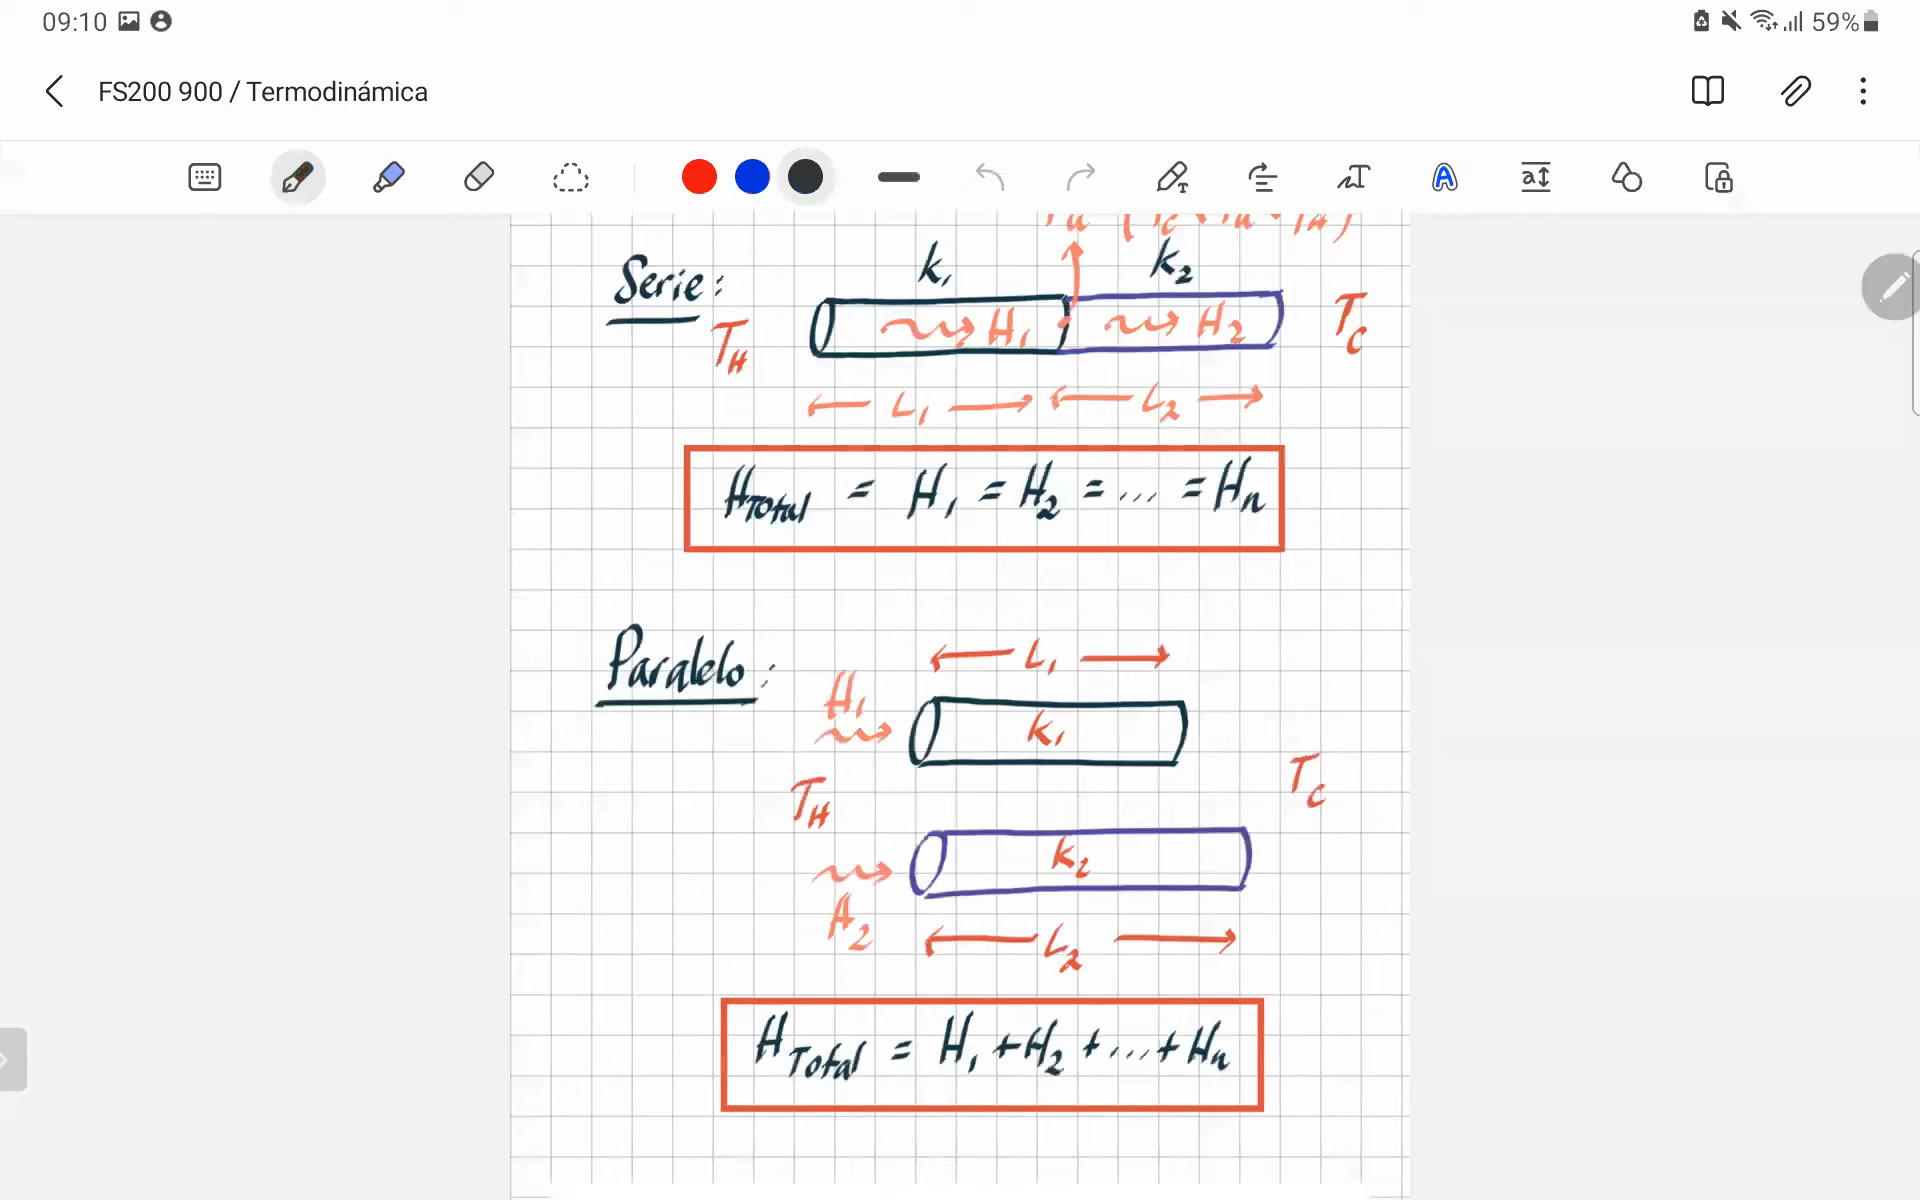 09:10
59%
FS200 900 / Termodinámica
k₁ k₂
Serie:
T_H H₁ H₂ T_C
L₁ L₂
H_Total = H₁ = H₂ = ... = Hn
Paralelo:
L₁
H₁
k₁
T_H T_C
k₂
H₂
L₂
H_Total = H₁ + H₂ + ... + Hn